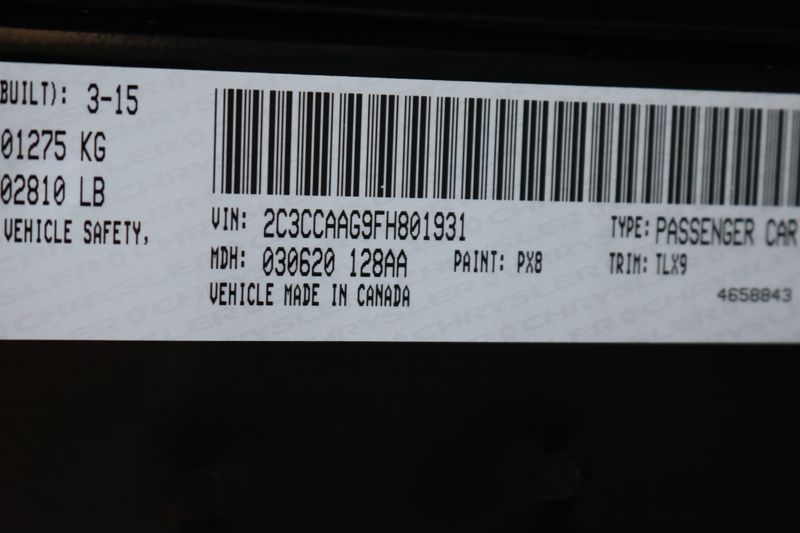 BUILT): 3-15
01275 KG
02810 LB
VEHICLE SAFETY,
VIN: 2C3CCAAG9FH801931 TYPE: PASSENGER CAR
MDH: 030620 128AA PAINT: PX8 TRIM: TLX9
VEHICLE MADE IN CANADA 4658843